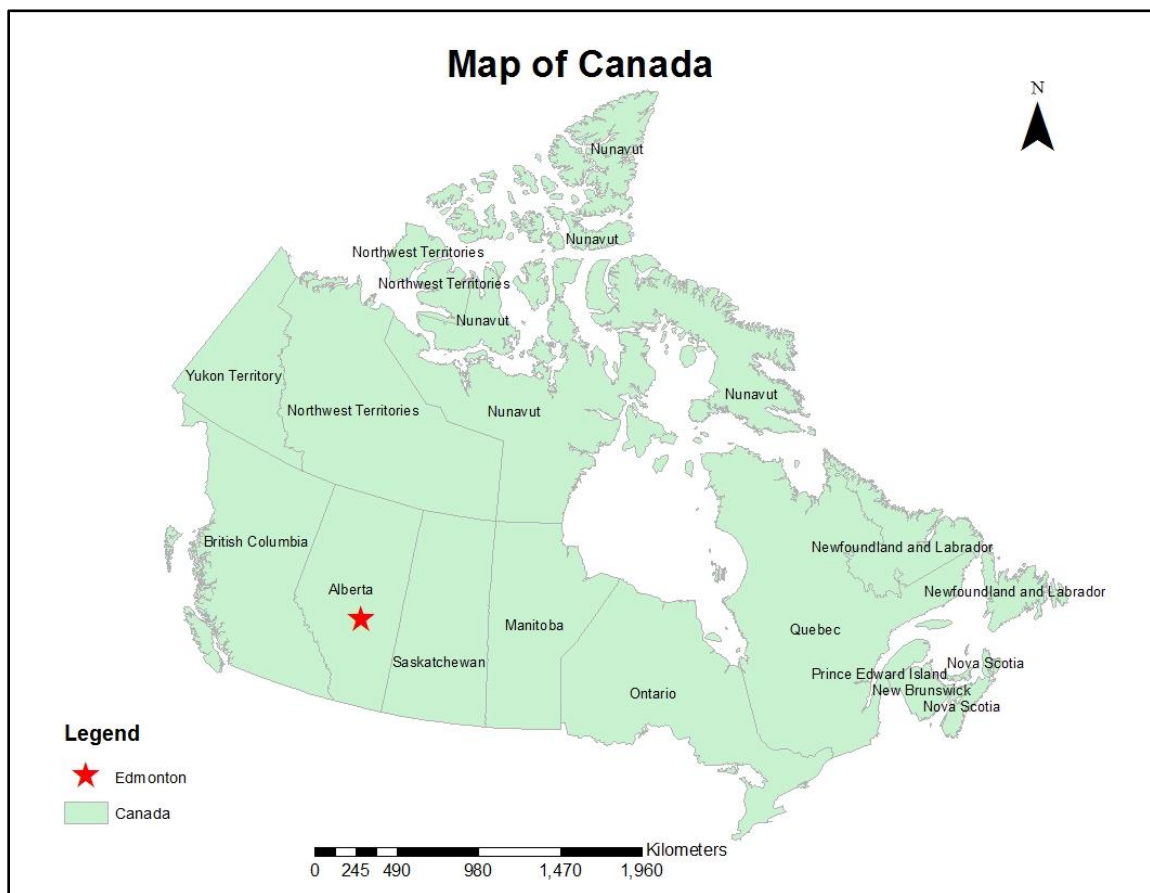 Map of Canada
N
Nunavut
Nunavut
Northwest Territories
Northwest Territories
Nunavut
Yukon Territory
Northwest Territories
Nunavut
Nunavut
British Columbia
Newfoundland and Labrador
Alberta
Newfoundland and Labrador
Manitoba
Quebec
Saskatchewan
Nova Scotia
Prince Edward Island
New Brunswick
Ontario
Nova Scotia
Legend
Edmonton
Canada
Kilometers
0 245 490 980 1,470 1,960